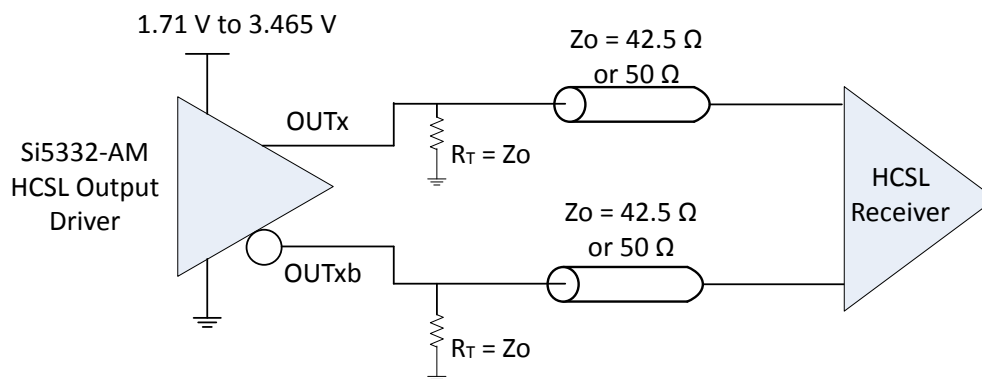 1.71 V to 3.465 V
Zo = 42.5 Ω
or 50 Ω
OUTx
Si5332-AM
HCSL Output
Driver
RT = Zo
HCSL
Receiver
Zo = 42.5 Ω
or 50 Ω
OUTxb
RT = Zo